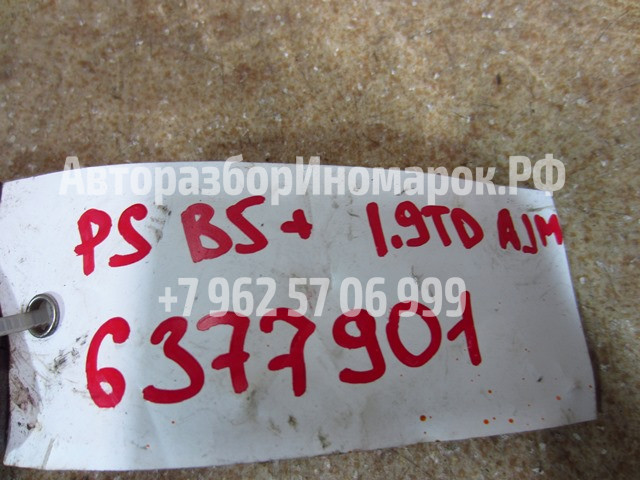 АвторазборИномарок.РФ
PS B5+ 1.9TD AJM
+7 962 57 06 999
6377901